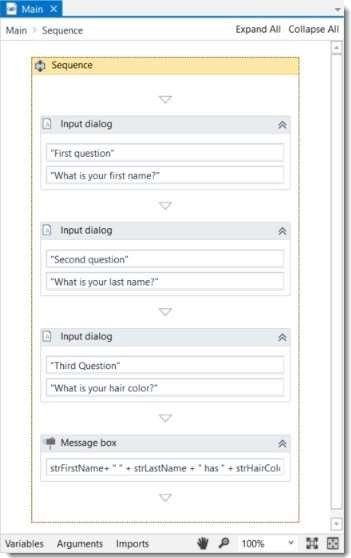 Main
Main > Sequence Expand All Collapse All
Sequence
Input dialog
"First question"
"What is your first name?"
Input dialog
"Second question"
"What is your last name?"
Input dialog
"Third Question"
"What is your hair color?"
Message box
strFirstName+ " " + strLastName + " has " + strHairCol
Variables Arguments Imports 100%